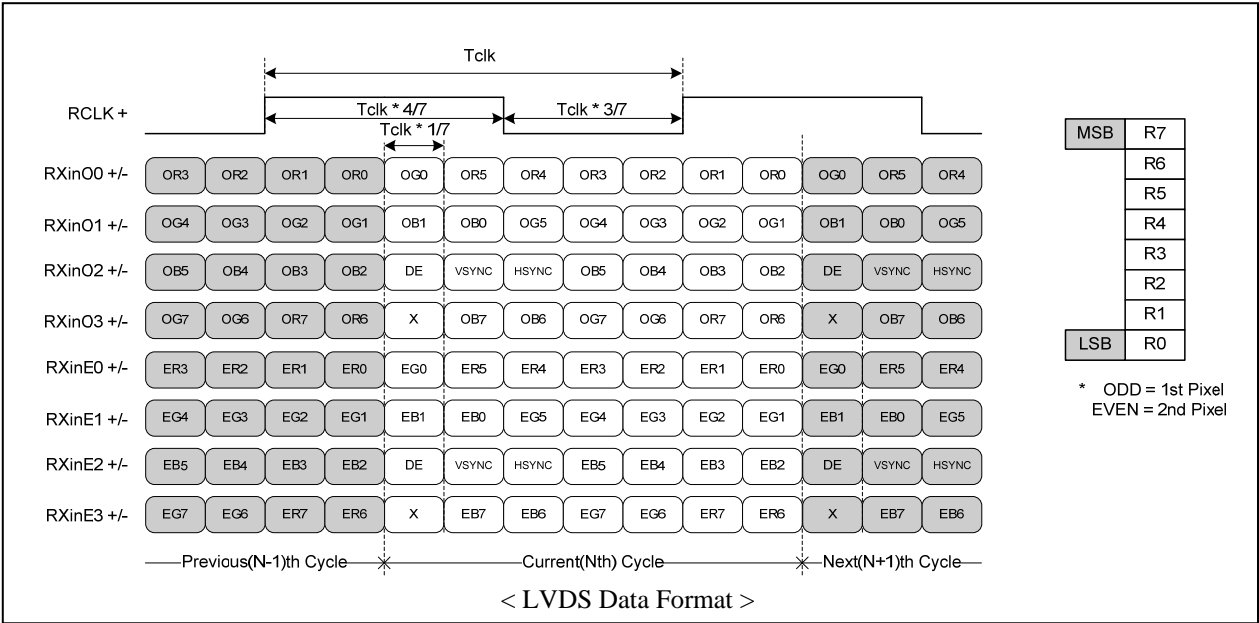 Tclk
RCLK +
Tclk * 4/7
Tclk * 3/7
Tclk * 1/7
RXinO0 +/- OR3 OR2 OR1 OR0 OG0 OR5 OR4 OR3 OR2 OR1 OR0 OG0 OR5 OR4
RXinO1 +/- OG4 OG3 OG2 OG1 OB1 OB0 OG5 OG4 OG3 OG2 OG1 OB1 OB0 OG5
RXinO2 +/- OB5 OB4 OB3 OB2 DE VSYNC HSYNC OB5 OB4 OB3 OB2 DE VSYNC HSYNC
RXinO3 +/- OG7 OG6 OR7 OR6 X OB7 OB6 OG7 OG6 OR7 OR6 X OB7 OB6
RXinE0 +/- ER3 ER2 ER1 ER0 EG0 ER5 ER4 ER3 ER2 ER1 ER0 EG0 ER5 ER4
RXinE1 +/- EG4 EG3 EG2 EG1 EB1 EB0 EG5 EG4 EG3 EG2 EG1 EB1 EB0 EG5
RXinE2 +/- EB5 EB4 EB3 EB2 DE VSYNC HSYNC EB5 EB4 EB3 EB2 DE VSYNC HSYNC
RXinE3 +/- EG7 EG6 ER7 ER6 X EB7 EB6 EG7 EG6 ER7 ER6 X EB7 EB6
Previous(N-1)th Cycle Current(Nth) Cycle Next(N+1)th Cycle
MSB R7
R6
R5
R4
R3
R2
R1
LSB R0
* ODD = 1st Pixel
EVEN = 2nd Pixel
< LVDS Data Format >